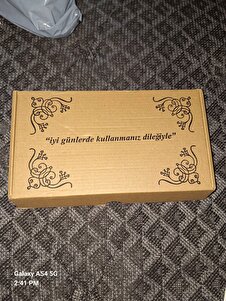 “iyi günlerde kullanmanız dileğiyle”
Galaxy A54 5G
2:41 PM